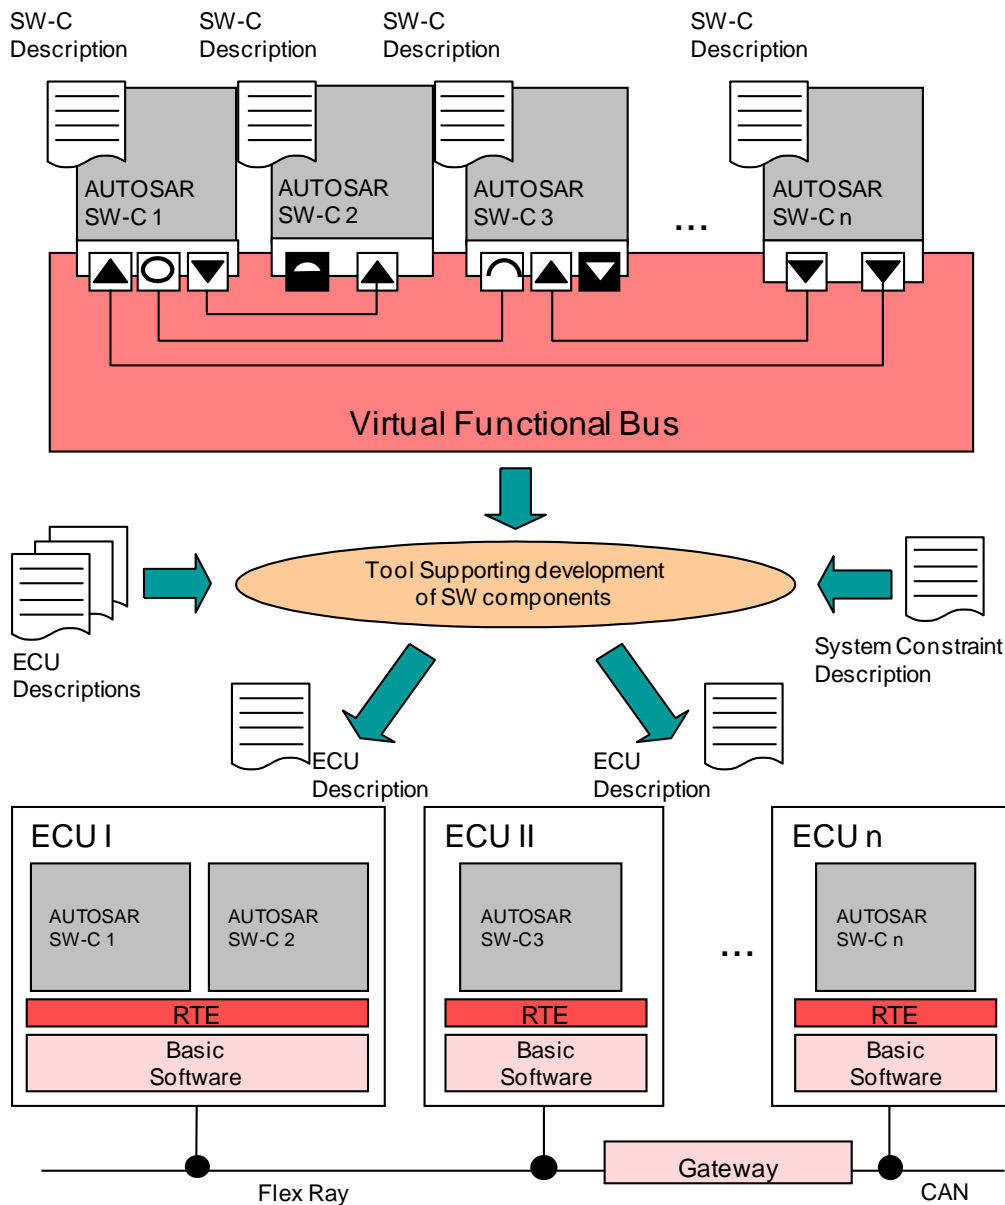 SW-C
Description
SW-C
Description
SW-C
Description
SW-C
Description
AUTOSAR
SW-C 1
AUTOSAR
SW-C 2
AUTOSAR
SW-C 3
...
AUTOSAR
SW-C n
Virtual Functional Bus
Tool Supporting development
of SW components
ECU
Descriptions
System Constraint
Description
ECU
Description
ECU
Description
ECU I
AUTOSAR
SW-C 1
AUTOSAR
SW-C 2
RTE
Basic
Software
ECU II
AUTOSAR
SW-C3
RTE
Basic
Software
...
ECU n
AUTOSAR
SW-C n
RTE
Basic
Software
Gateway
Flex Ray
CAN